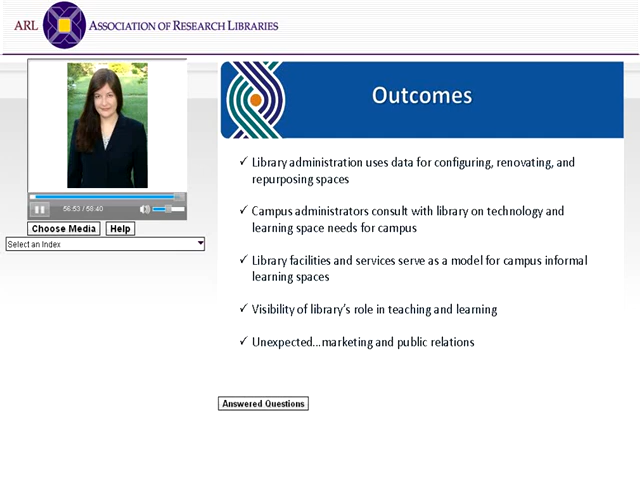 ARL ASSOCIATION OF RESEARCH LIBRARIES
56.53 / 58.40
Choose Media
Help
Select an Index
Outcomes
✓ Library administration uses data for configuring, renovating, and
repurposing spaces
✓ Campus administrators consult with library on technology and
learning space needs for campus
✓ Library facilities and services serve as a model for campus informal
learning spaces
✓ Visibility of library's role in teaching and learning
✓ Unexpected...marketing and public relations
Answered Questions